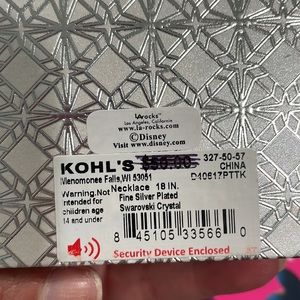 LA rocks
Los Angeles, California
www.la-rocks.com
©Disney
www.disney.com
KOHL'S $50.00 327-50-57
Menomonee Falls,WI 53051 CHINA
D40617PTTK
Warning.Not Necklace 18 IN.
Intended for Fine Silver Plated
children age Swarovski Crystal
14 and under
8 45105 33566 0
Security Device Enclosed